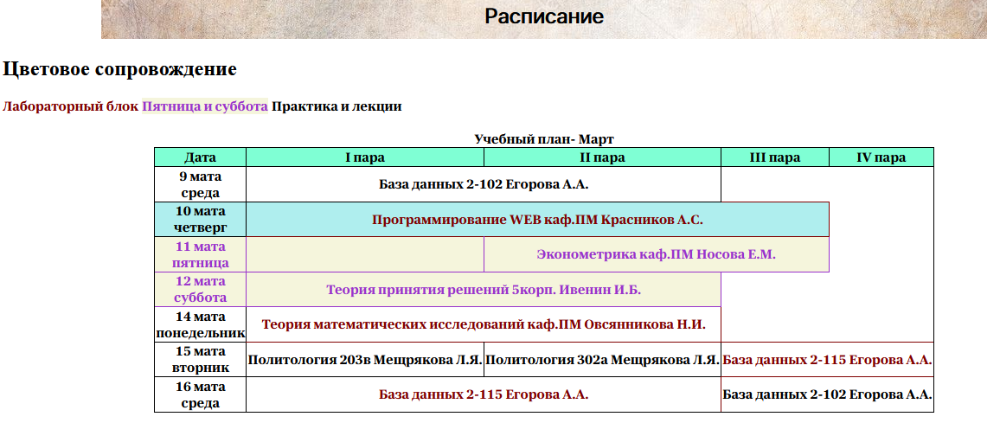 Расписание
Цветовое сопровождение
Лабораторный блок Пятница и суббота Практика и лекции
Учебный план- Март
Дата I пара II пара III пара IV пара
9 мата
среда
База данных 2-102 Егорова А.А.
10 мата
четверг
Программирование WEB каф.ПМ Красников А.С.
11 мата
пятница
Эконометрика каф.ПМ Носова Е.М.
12 мата
суббота
Теория принятия решений 5корп. Ивенин И.Б.
14 мата
понедельник
Теория математических исследований каф.ПМ Овсянникова Н.И.
15 мата
вторник
Политология 203в Мещрякова Л.Я. Политология 302а Мещрякова Л.Я. База данных 2-115 Егорова А.А.
16 мата
среда
База данных 2-115 Егорова А.А. База данных 2-102 Егорова А.А.